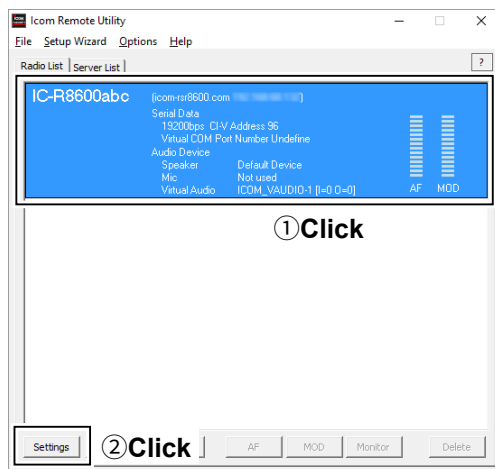 Icom Remote Utility
File Setup Wizard Options Help
Radio List Server List ?
IC-R8600abc (icom-rsr8600.com )
Serial Data
19200bps CI-V Address 96
Virtual COM Port Number Undefine
Audio Device
Speaker Default Device
Mic Not used
Virtual Audio ICOM_VAUDIO-1 [I=0 O=0] AF MOD
①Click
Settings ②Click AF MOD Monitor Delete